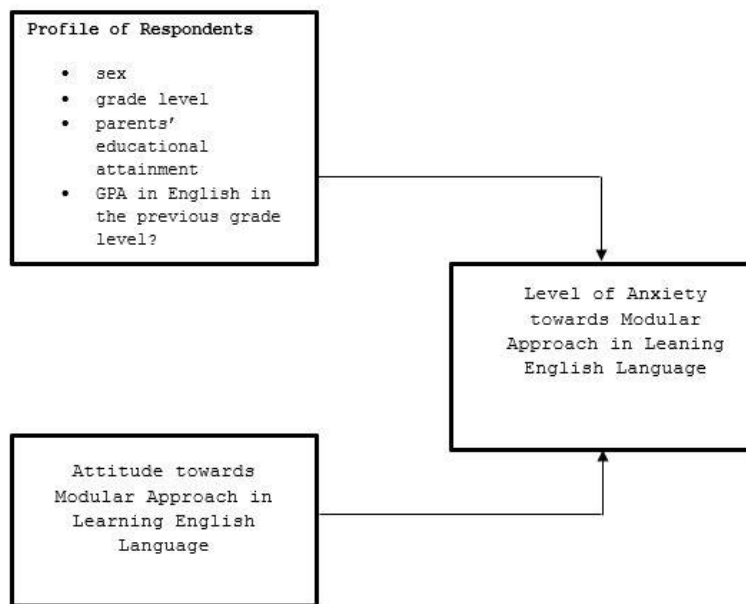 Profile of Respondents
• sex
• grade level
• parents'
educational
attainment
• GPA in English in
the previous grade
level?
Level of Anxiety
towards Modular
Approach in Leaning
English Language
Attitude towards
Modular Approach in
Learning English
Language